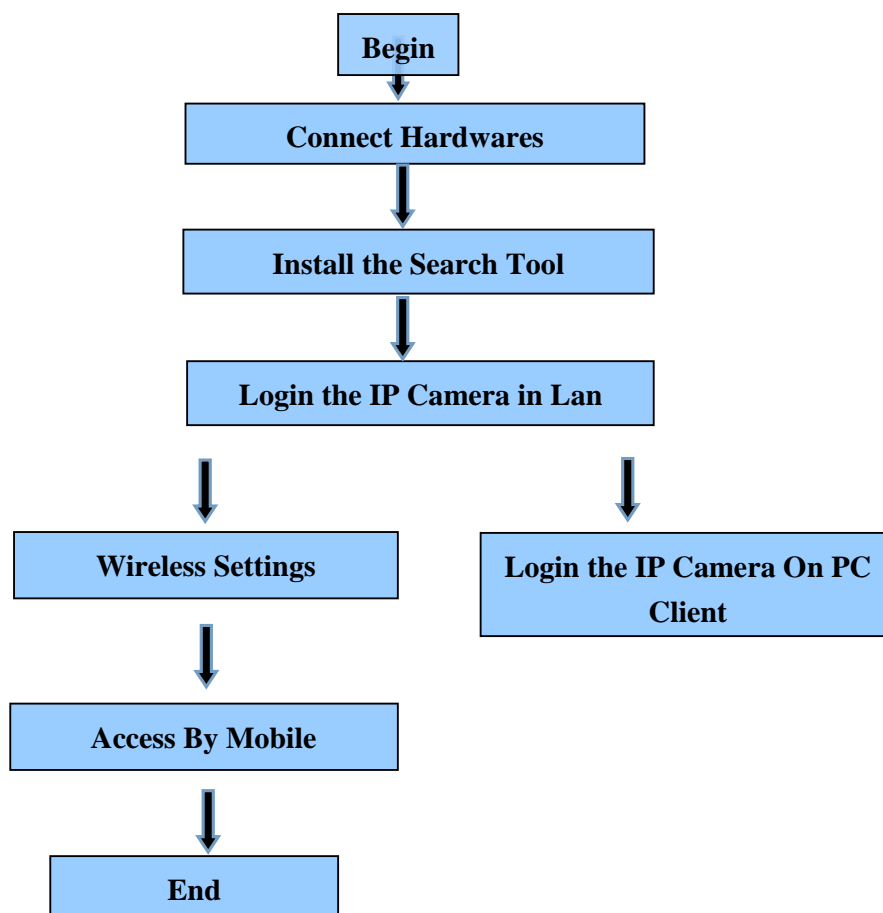 Begin
Connect Hardwares
Install the Search Tool
Login the IP Camera in Lan
Wireless Settings
Login the IP Camera On PC
Client
Access By Mobile
End